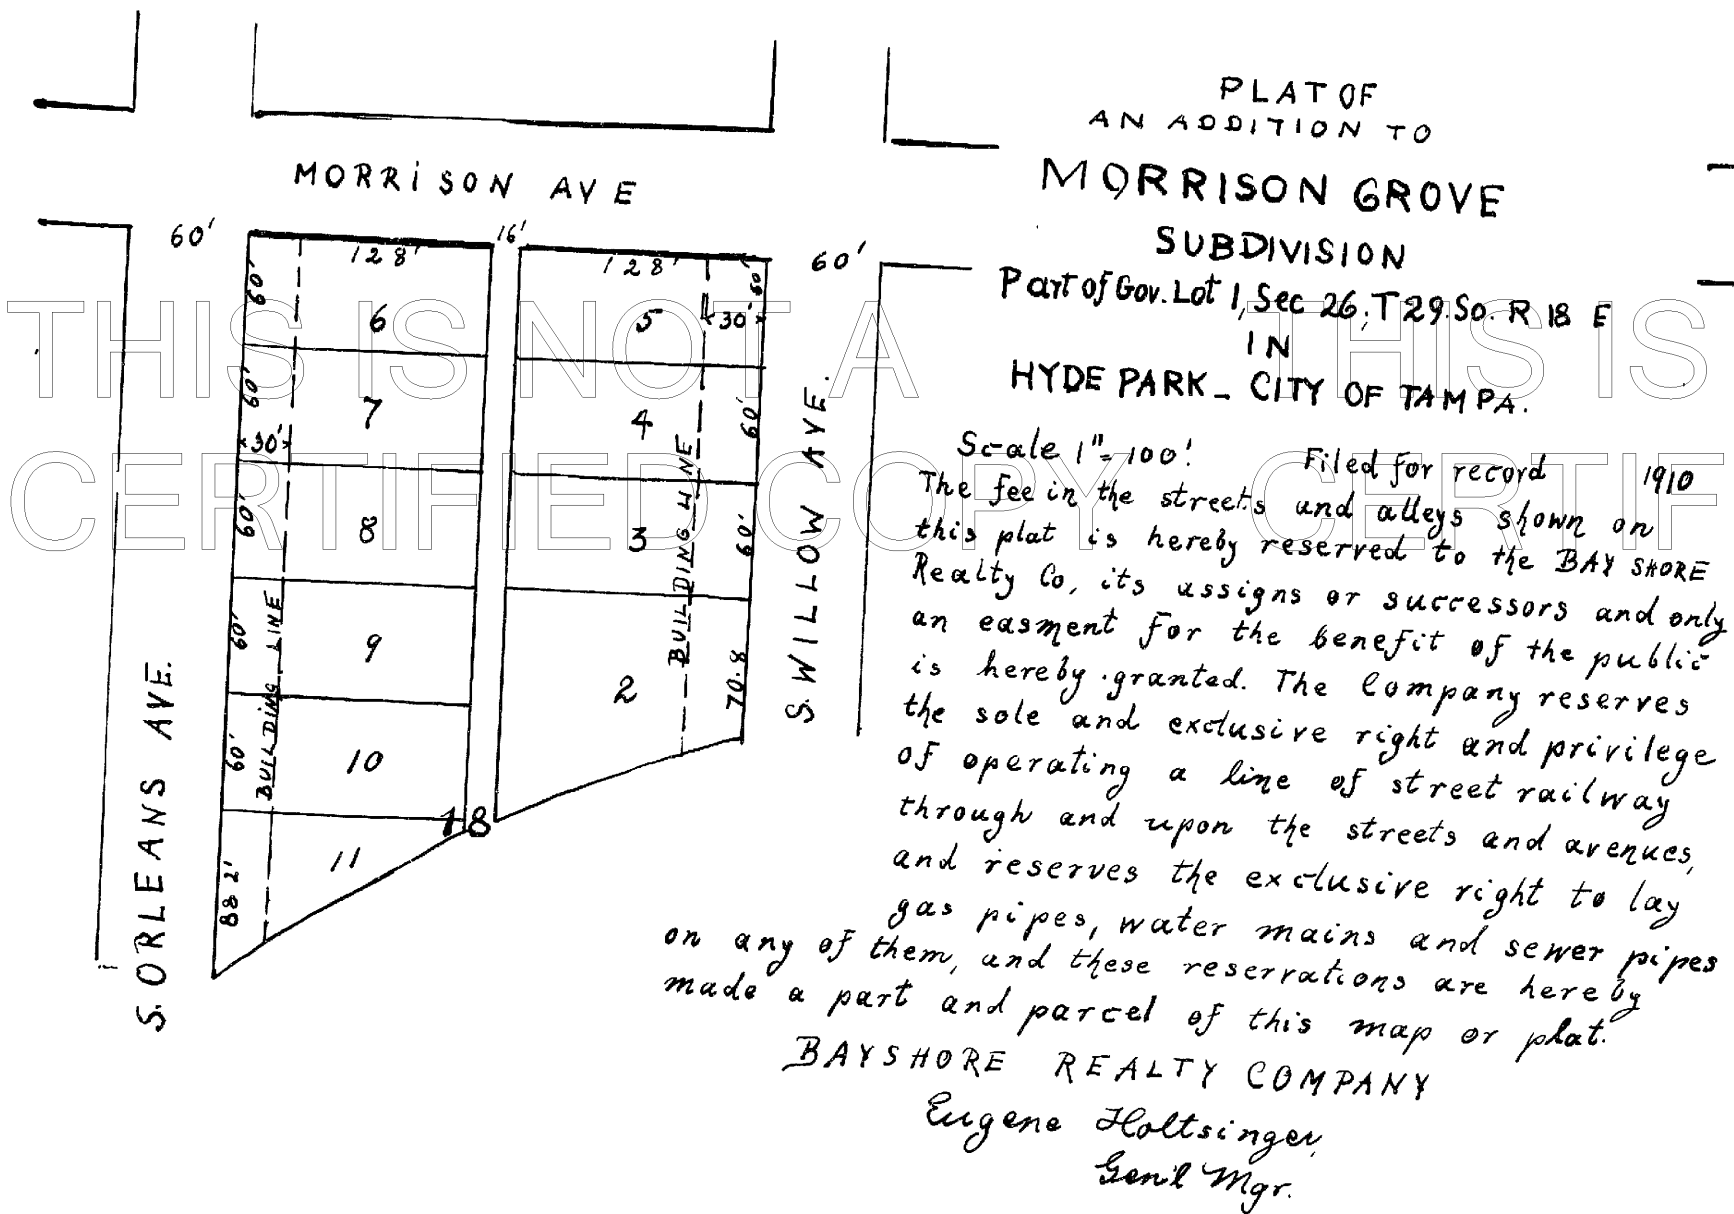 PLAT OF
AN ADDITION TO
MORRISON GROVE
SUBDIVISION
Part of Gov. Lot 1, Sec 26, T 29. So. R 18 E
IN
HYDE PARK - CITY OF TAMPA.
Scale 1" = 100'. Filed for record 1910
The fee in the streets and alleys shown on
this plat is hereby reserved to the BAY SHORE
Realty Co, its assigns or successors and only
an easment for the benefit of the public
is hereby granted. The Company reserves
the sole and exclusive right and privilege
of operating a line of street railway
through and upon the streets and avenues,
and reserves the exclusive right to lay
gas pipes, water mains and sewer pipes
on any of them, and these reservations are hereby
made a part and parcel of this map or plat.
BAYSHORE REALTY COMPANY
Eugene Holtsinger,
Gen'l Mgr.
MORRISON AVE
60'
16'
60'
128'
128'
60'
60'
6
5
30'
7
4
60'
60'
30'
8
3
60'
60'
9
2
60'
70.8
10
60'
18
11
88 2'
BUILDING LINE
BUILDING LINE
S. ORLEANS AVE.
S. WILLOW AVE.
THIS IS NOT A
CERTIFIED COPY
THIS IS
CERTIF